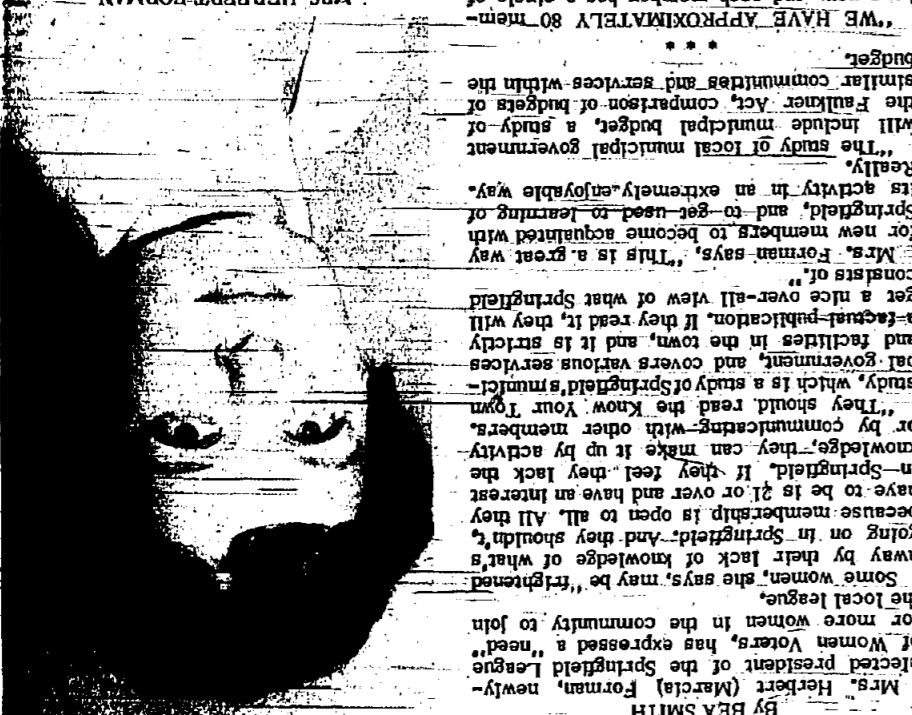 By BEA SMITH
Mrs. Herbert (Marcia) Forman, newly-
elected president of the Springfield League
of Women Voters, has expressed a "need"
for more women in the community to join
the local league.
Some women, she says, may be "frightened
away by their lack of knowledge of what's
going on in Springfield. And they shouldn't,
because membership is open to all. All they
have to be is 21 or over and have an interest
in Springfield. If they feel they lack the
knowledge, they can make it up by activity
or by communicating with other members.
"They should read the Know Your Town
study, which is a study of Springfield's munici-
pal government, and covers various services
and facilities in the town, and it is strictly
a factual publication. If they read it, they will
get a nice over-all view of what Springfield
consists of."
Mrs. Forman says, "This is a great way
for new members to become acquainted with
Springfield, and to get used to learning of
its activity in an extremely enjoyable way.
Really.
"The study of local municipal government
will include municipal budget, a study of
the Faulkner Act, comparison of budgets of
similar communities and services within the
budget.
* * *
"WE HAVE APPROXIMATELY 80 mem-
and each member has a circle of
MRS. HERBERT FORMAN